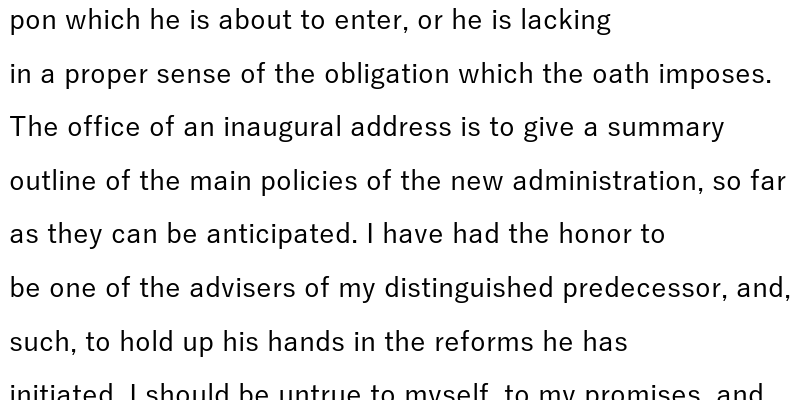 pon which he is about to enter, or he is lacking
in a proper sense of the obligation which the oath imposes.
The office of an inaugural address is to give a summary
outline of the main policies of the new administration, so far
as they can be anticipated. I have had the honor to
be one of the advisers of my distinguished predecessor, and,
such, to hold up his hands in the reforms he has
initiated. I should be untrue to myself, to my promises, and